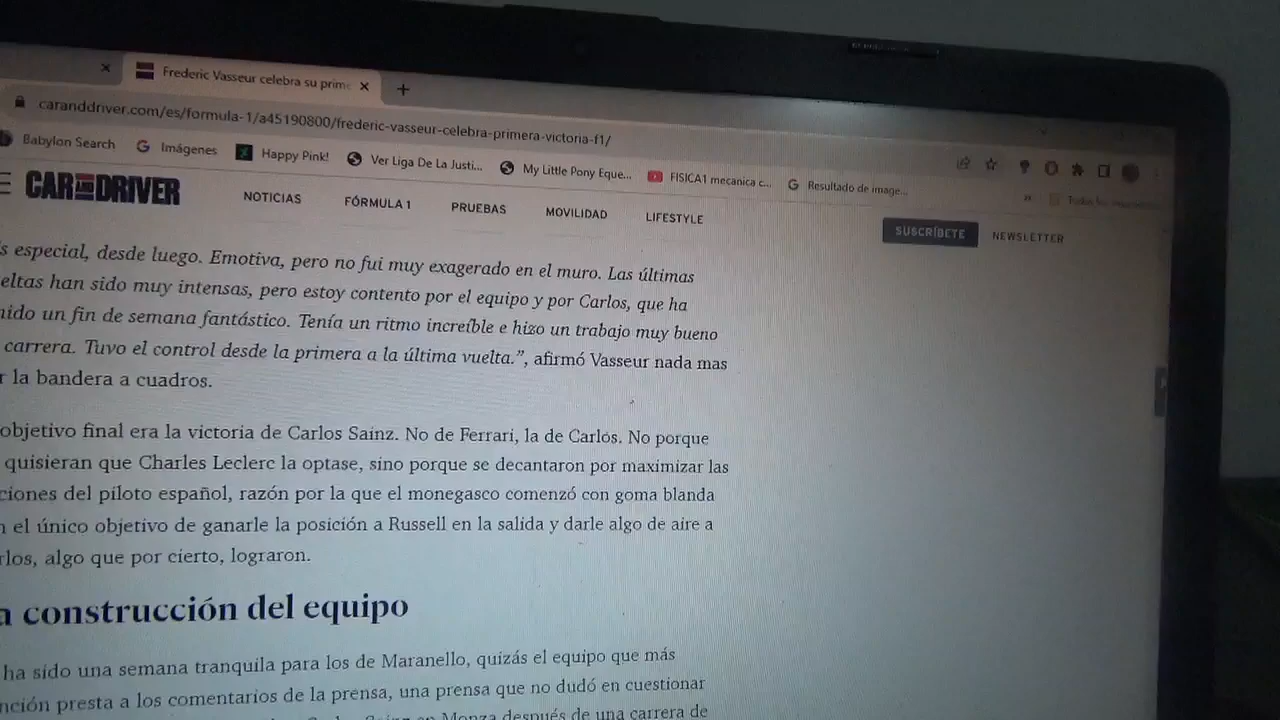 Frederic Vasseur celebra su prime
caranddriver.com/es/formula-1/a45190800/frederic-vasseur-celebra-primera-victoria-f1/
Babylon Search Imágenes Happy Pink! Ver Liga De La Justi... My Little Pony Eque... FISICA1 mecanica c... Resultado de image...
CAR AND DRIVER NOTICIAS FÓRMULA 1 PRUEBAS MOVILIDAD LIFESTYLE SUSCRÍBETE NEWSLETTER
s especial, desde luego. Emotiva, pero no fui muy exagerado en el muro. Las últimas
eltas han sido muy intensas, pero estoy contento por el equipo y por Carlos, que ha
nido un fin de semana fantástico. Tenía un ritmo increíble e hizo un trabajo muy bueno
carrera. Tuvo el control desde la primera a la última vuelta.”, afirmó Vasseur nada mas
r la bandera a cuadros.
objetivo final era la victoria de Carlos Sainz. No de Ferrari, la de Carlos. No porque
quisieran que Charles Leclerc la optase, sino porque se decantaron por maximizar las
ciones del piloto español, razón por la que el monegasco comenzó con goma blanda
n el único objetivo de ganarle la posición a Russell en la salida y darle algo de aire a
rlos, algo que por cierto, lograron.
a construcción del equipo
ha sido una semana tranquila para los de Maranello, quizás el equipo que más
nción presta a los comentarios de la prensa, una prensa que no dudó en cuestionar
Sainz en Monza después de una carrera de